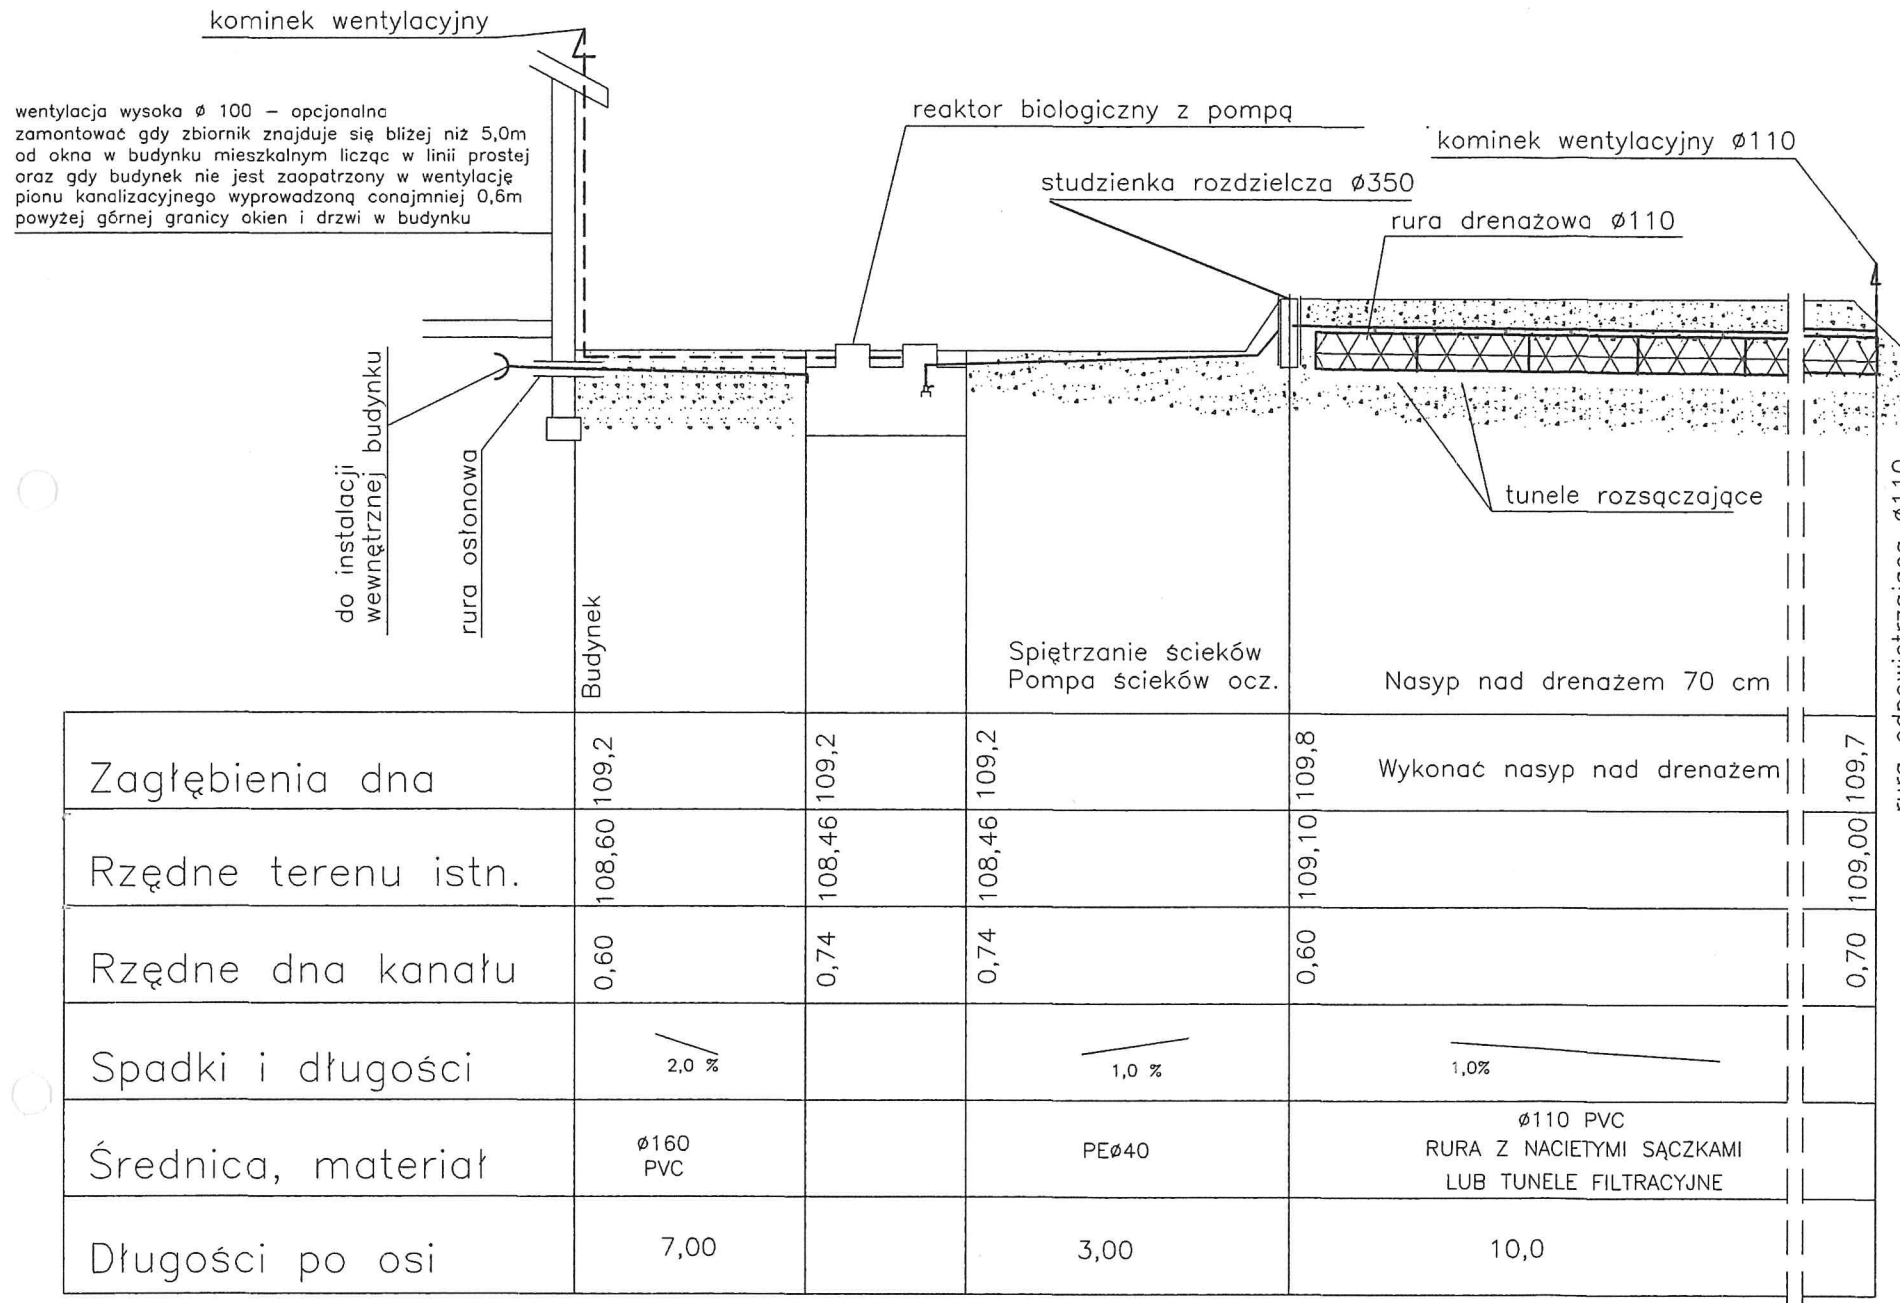 kominek wentylacyjny
wentylacja wysoka ø 100 – opcjonalna
zamontować gdy zbiornik znajduje się bliżej niż 5,0m
od okna w budynku mieszkalnym licząc w linii prostej
oraz gdy budynek nie jest zaopatrzony w wentylację
pionu kanalizacyjnego wyprowadzoną conajmniej 0,6m
powyżej górnej granicy okien i drzwi w budynku
reaktor biologiczny z pompą
kominek wentylacyjny ø110
studzienka rozdzielcza ø350
rura drenażowa ø110
tunele rozsączające
do instalacji
wewnętrznej budynku
rura osłonowa
Budynek
Spiętrzanie ścieków
Pompa ścieków ocz.
Nasyp nad drenażem 70 cm
rura odpowietrzająca ø110
Zagłębienia dna
109,2
109,2
109,2
109,8
Wykonać nasyp nad drenażem
109,7
Rzędne terenu istn.
108,60
108,46
108,46
109,10
109,00
Rzędne dna kanału
0,60
0,74
0,74
0,60
0,70
Spadki i długości
2,0 %
1,0 %
1,0%
Średnica, materiał
ø160
PVC
PEø40
ø110 PVC
RURA Z NACIETYMI SĄCZKAMI
LUB TUNELE FILTRACYJNE
Długości po osi
7,00
3,00
10,0